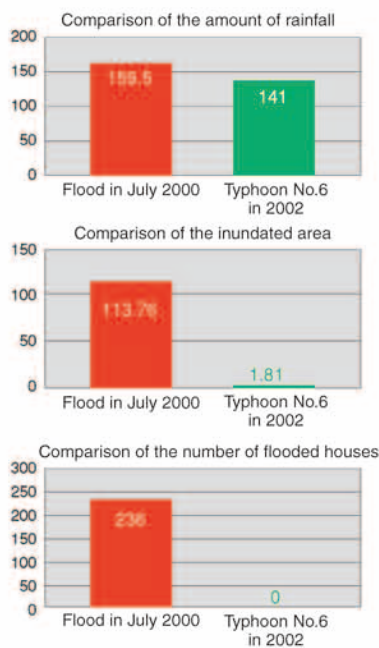 Comparison of the amount of rainfall
200
150
100
50
0
159.5
141
Flood in July 2000
Typhoon No.6
in 2002
Comparison of the inundated area
150
100
50
0
113.76
1.81
Flood in July 2000
Typhoon No.6
in 2002
Comparison of the number of flooded houses
300
250
200
150
100
50
0
236
0
Flood in July 2000
Typhoon No.6
in 2002